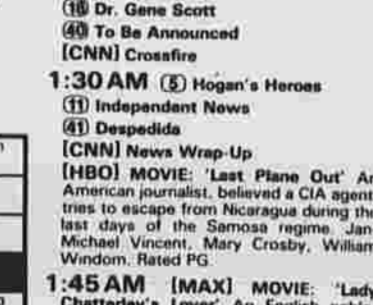 (18) Dr. Gene Scott
(40) To Be Announced
[CNN] Crossfire
1:30 AM (5) Hogan's Heroes
(11) Independent News
(41) Despedida
[CNN] News Wrap-Up
[HBO] MOVIE: 'Last Plane Out' An
American journalist, believed a CIA agent
tries to escape from Nicaragua during the
last days of the Samosa regime. Jan-
Michael Vincent, Mary Crosby, William
Windom. Rated PG.
1:45 AM [MAX] MOVIE: 'Lady
Chatterley's Lover' An English